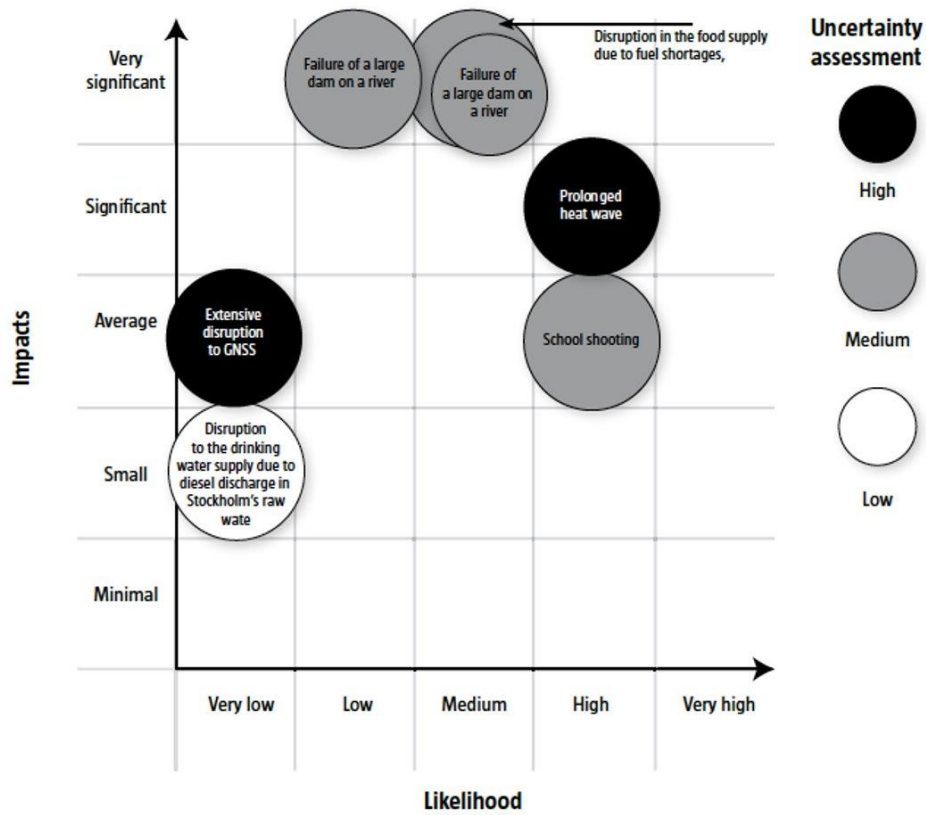 Uncertainty
assessment
Disruption in the food supply
due to fuel shortages,
Very
significant
Failure of a large
dam on a river
Failure of
a large dam on
a river
High
Significant
Prolonged
heat wave
Impacts
Average
Extensive
disruption
to GNSS
School shooting
Medium
Small
Disruption
to the drinking
water supply due to
diesel discharge in
Stockholm's raw
wate
Low
Minimal
Very low
Low
Medium
High
Very high
Likelihood